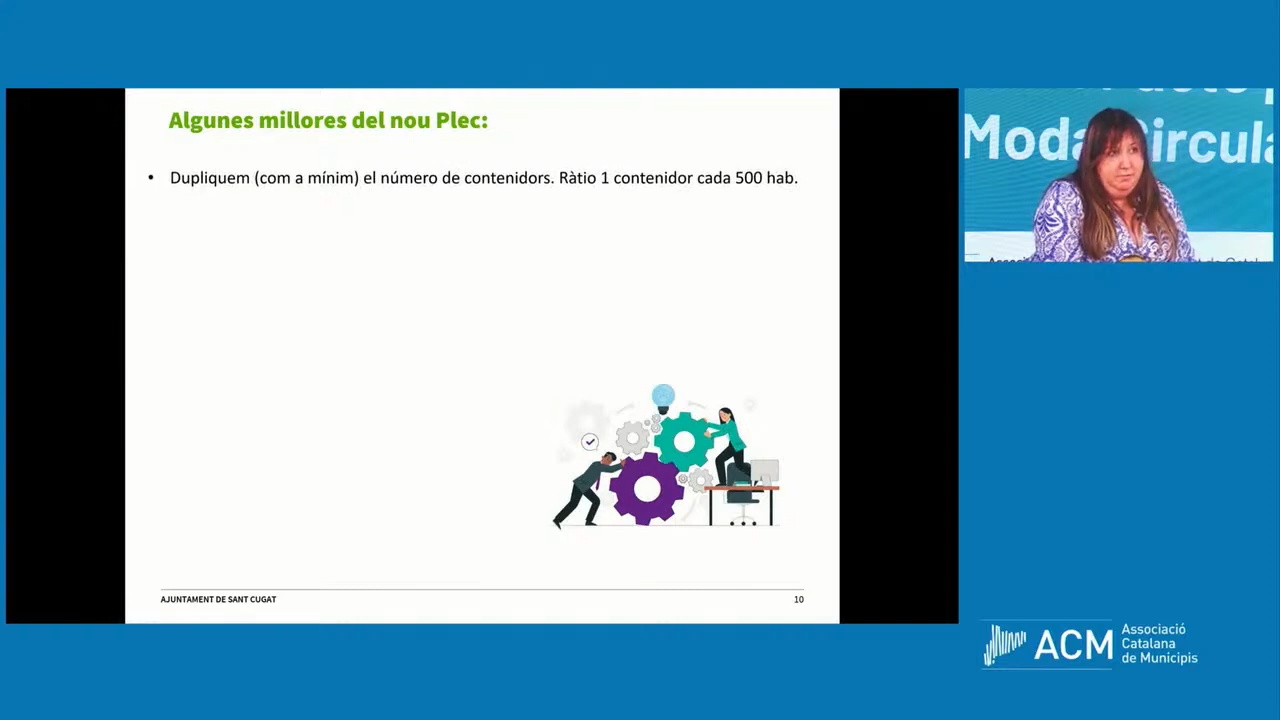 Algunes millores del nou Plec:
• Dupliquem (com a mínim) el número de contenidors. Ràtio 1 contenidor cada 500 hab.
AJUNTAMENT DE SANT CUGAT
10
Moda Circula
ACM
Associació
Catalana
de Municipis